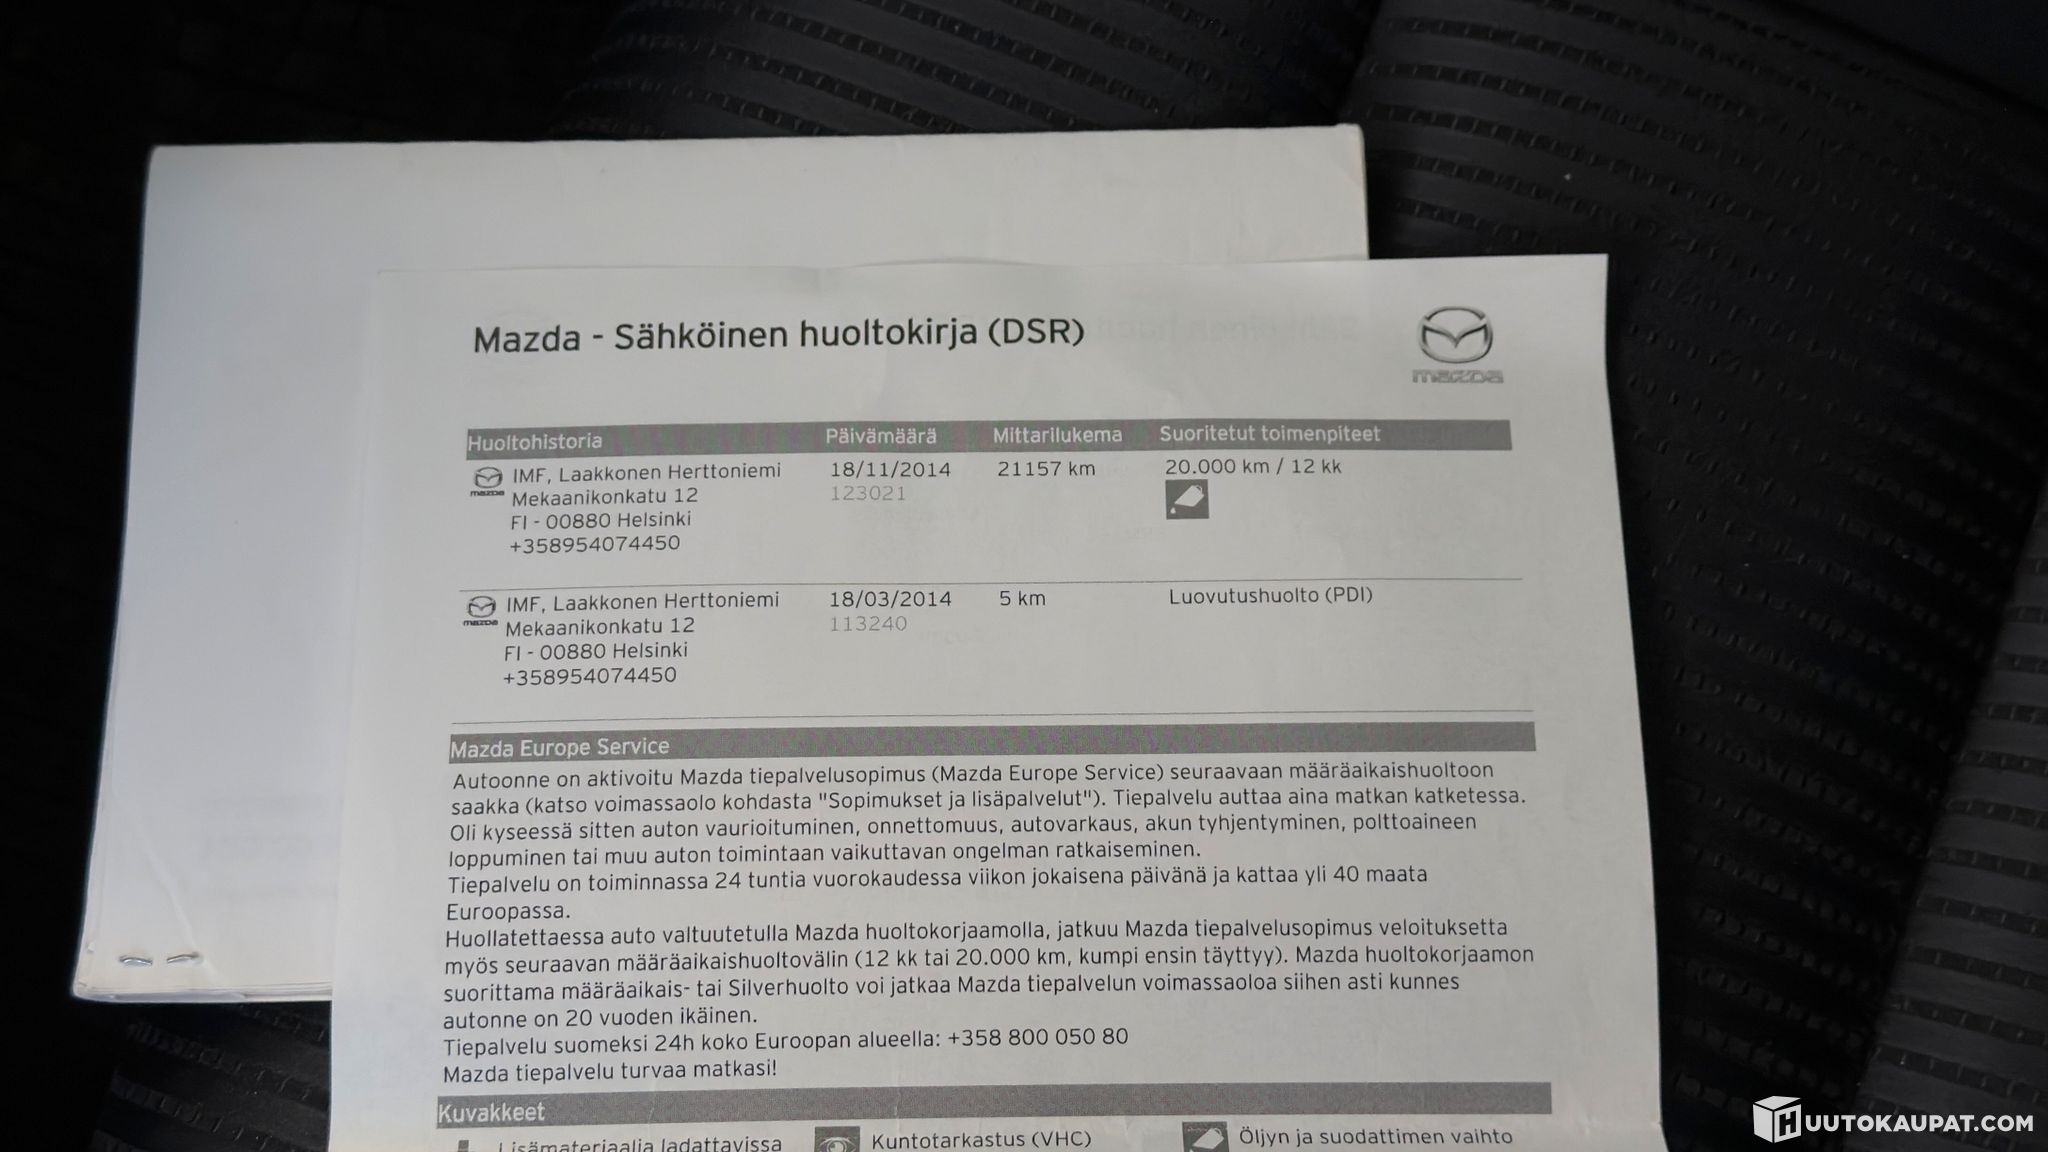 Mazda - Sähköinen huoltokirja (DSR)
mazda
Huoltohistoria Päivämäärä Mittarilukema Suoritetut toimenpiteet
mazda IMF, Laakkonen Herttoniemi 18/11/2014 21157 km 20.000 km / 12 kk
Mekaanikonkatu 12 123021
FI - 00880 Helsinki
+358954074450
mazda IMF, Laakkonen Herttoniemi 18/03/2014 5 km Luovutushuolto (PDI)
Mekaanikonkatu 12 113240
FI - 00880 Helsinki
+358954074450
Mazda Europe Service
Autoonne on aktivoitu Mazda tiepalvelusopimus (Mazda Europe Service) seuraavaan määräaikaishuoltoon
saakka (katso voimassaolo kohdasta "Sopimukset ja lisäpalvelut"). Tiepalvelu auttaa aina matkan katketessa.
Oli kyseessä sitten auton vaurioituminen, onnettomuus, autovarkaus, akun tyhjentyminen, polttoaineen
loppuminen tai muu auton toimintaan vaikuttavan ongelman ratkaiseminen.
Tiepalvelu on toiminnassa 24 tuntia vuorokaudessa viikon jokaisena päivänä ja kattaa yli 40 maata
Euroopassa.
Huollatettaessa auto valtuutetulla Mazda huoltokorjaamolla, jatkuu Mazda tiepalvelusopimus veloituksetta
myös seuraavan määräaikaishuoltovälin (12 kk tai 20.000 km, kumpi ensin täyttyy). Mazda huoltokorjaamon
suorittama määräaikais- tai Silverhuolto voi jatkaa Mazda tiepalvelun voimassaoloa siihen asti kunnes
autonne on 20 vuoden ikäinen.
Tiepalvelu suomeksi 24h koko Euroopan alueella: +358 800 050 80
Mazda tiepalvelu turvaa matkasi!
Kuvakkeet
Lisämateriaalia ladattavissa Kuntotarkastus (VHC) Öljyn ja suodattimen vaihto
HUUTOKAUPAT.COM